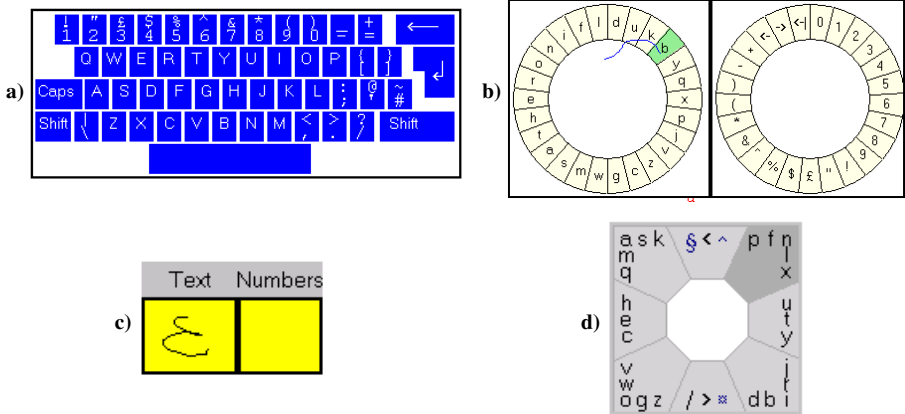 a)
! " £ $ % ^ & * ( ) _ +
1 2 3 4 5 6 7 8 9 0 - = ←
Q W E R T Y U I O P { }
[ ] ↵
Caps A S D F G H J K L : @ ~
; ' #
Shift | Z X C V B N M < > ? Shift
\ , . /
b)
l d u k b y q x p j v z c g w m s a t h e r o n i f
0 1 2 3 4 5 6 7 8 9 ! " £ $ % ^ & * ( ) - + <- -> <-|
a
c)
Text Numbers
d)
a s k § < ^ p f n
m l
q x
h u
e t
c y
v j
w r
o g z / > ¤ d b i